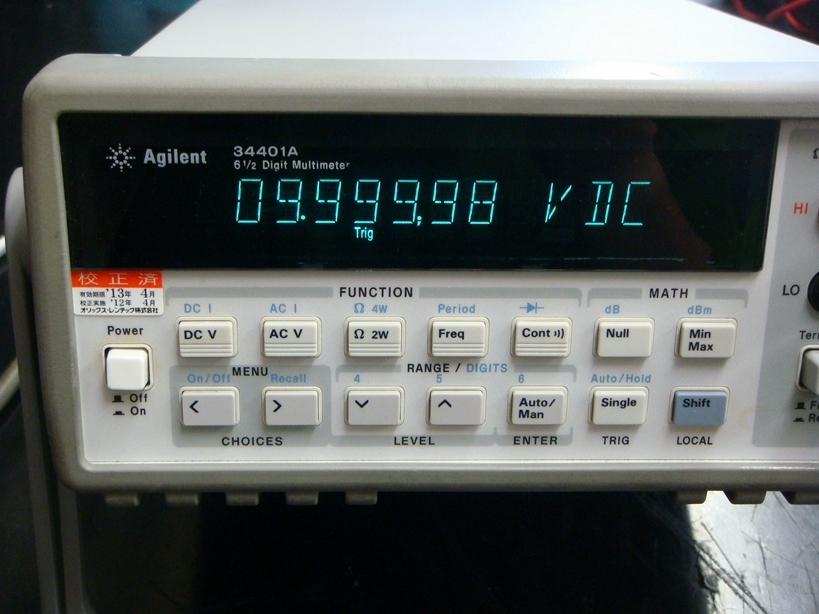 Agilent
34401A
6½ Digit Multimeter
09.999,98 VDC
Trig
校正済
有効期限 '13年 4月
校正実施 '12年 4月
オリックス・レンテック株式会社
FUNCTION
MATH
DC I
AC I
Ω 4W
Period
dB
dBm
Power
DC V
AC V
Ω 2W
Freq
Cont
Null
Min
Max
HI
LO
Off
On
MENU
RANGE / DIGITS
On/Off
Recall
4
5
6
Auto/Hold
<
>
Auto/
Man
Single
Shift
CHOICES
LEVEL
ENTER
TRIG
LOCAL